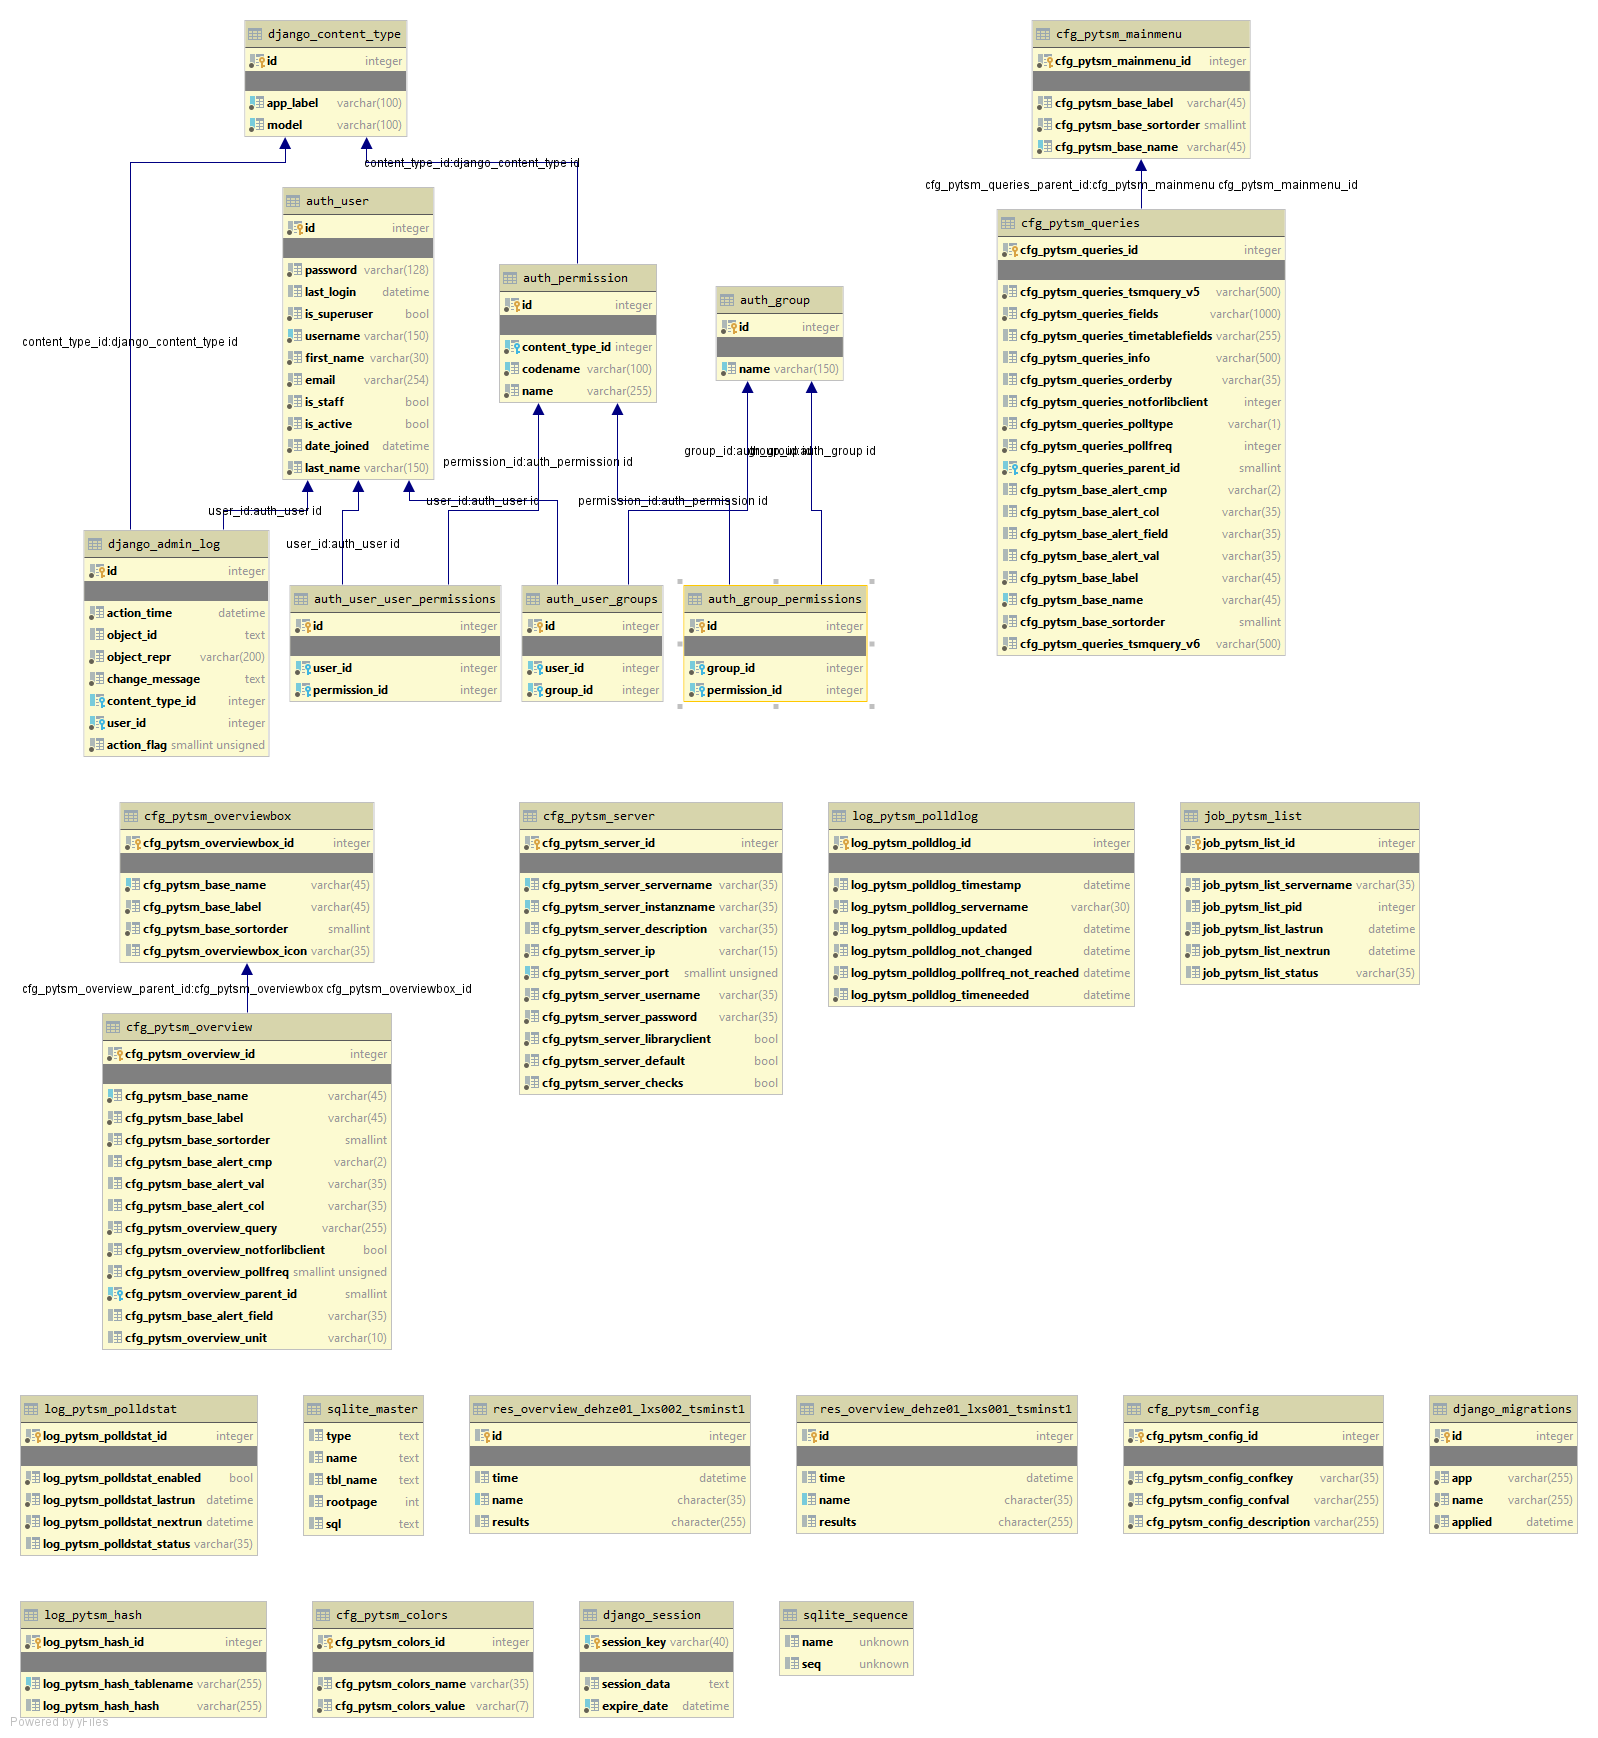 django_content_type
id integer
app_label varchar(100)
model varchar(100)
cfg_pytsm_mainmenu
cfg_pytsm_mainmenu_id integer
cfg_pytsm_base_label varchar(45)
cfg_pytsm_base_sortorder smallint
cfg_pytsm_base_name varchar(45)
content_type_id:django_content_type id
cfg_pytsm_queries_parent_id:cfg_pytsm_mainmenu cfg_pytsm_mainmenu_id
auth_user
id integer
password varchar(128)
last_login datetime
is_superuser bool
username varchar(150)
first_name varchar(30)
email varchar(254)
is_staff bool
is_active bool
date_joined datetime
last_name varchar(150)
auth_permission
id integer
content_type_id integer
codename varchar(100)
name varchar(255)
auth_group
id integer
name varchar(150)
cfg_pytsm_queries
cfg_pytsm_queries_id integer
cfg_pytsm_queries_tsmquery_v5 varchar(500)
cfg_pytsm_queries_fields varchar(1000)
cfg_pytsm_queries_timetablefields varchar(255)
cfg_pytsm_queries_info varchar(500)
cfg_pytsm_queries_orderby varchar(35)
cfg_pytsm_queries_notforlibclient integer
cfg_pytsm_queries_polltype varchar(1)
cfg_pytsm_queries_pollfreq integer
cfg_pytsm_queries_parent_id smallint
cfg_pytsm_base_alert_cmp varchar(2)
cfg_pytsm_base_alert_col varchar(35)
cfg_pytsm_base_alert_field varchar(35)
cfg_pytsm_base_alert_val varchar(35)
cfg_pytsm_base_label varchar(45)
cfg_pytsm_base_name varchar(45)
cfg_pytsm_base_sortorder smallint
cfg_pytsm_queries_tsmquery_v6 varchar(500)
content_type_id:django_content_type id
group_id:auth_group id
group_id:auth_group id
permission_id:auth_permission id
user_id:auth_user id
permission_id:auth_permission id
user_id:auth_user id
user_id:auth_user id
django_admin_log
id integer
action_time datetime
object_id text
object_repr varchar(200)
change_message text
content_type_id integer
user_id integer
action_flag smallint unsigned
auth_user_user_permissions
id integer
user_id integer
permission_id integer
auth_user_groups
id integer
user_id integer
group_id integer
auth_group_permissions
id integer
group_id integer
permission_id integer
cfg_pytsm_overviewbox
cfg_pytsm_overviewbox_id integer
cfg_pytsm_base_name varchar(45)
cfg_pytsm_base_label varchar(45)
cfg_pytsm_base_sortorder smallint
cfg_pytsm_overviewbox_icon varchar(35)
cfg_pytsm_overview_parent_id:cfg_pytsm_overviewbox cfg_pytsm_overviewbox_id
cfg_pytsm_overview
cfg_pytsm_overview_id integer
cfg_pytsm_base_name varchar(45)
cfg_pytsm_base_label varchar(45)
cfg_pytsm_base_sortorder smallint
cfg_pytsm_base_alert_cmp varchar(2)
cfg_pytsm_base_alert_val varchar(35)
cfg_pytsm_base_alert_col varchar(35)
cfg_pytsm_overview_query varchar(255)
cfg_pytsm_overview_notforlibclient bool
cfg_pytsm_overview_pollfreq smallint unsigned
cfg_pytsm_overview_parent_id smallint
cfg_pytsm_base_alert_field varchar(35)
cfg_pytsm_overview_unit varchar(10)
cfg_pytsm_server
cfg_pytsm_server_id integer
cfg_pytsm_server_servername varchar(35)
cfg_pytsm_server_instanzname varchar(35)
cfg_pytsm_server_description varchar(35)
cfg_pytsm_server_ip varchar(15)
cfg_pytsm_server_port smallint unsigned
cfg_pytsm_server_username varchar(35)
cfg_pytsm_server_password varchar(35)
cfg_pytsm_server_libraryclient bool
cfg_pytsm_server_default bool
cfg_pytsm_server_checks bool
log_pytsm_polldlog
log_pytsm_polldlog_id integer
log_pytsm_polldlog_timestamp datetime
log_pytsm_polldlog_servername varchar(30)
log_pytsm_polldlog_updated datetime
log_pytsm_polldlog_not_changed datetime
log_pytsm_polldlog_pollfreq_not_reached datetime
log_pytsm_polldlog_timeneeded datetime
job_pytsm_list
job_pytsm_list_id integer
job_pytsm_list_servername varchar(35)
job_pytsm_list_pid integer
job_pytsm_list_lastrun datetime
job_pytsm_list_nextrun datetime
job_pytsm_list_status varchar(35)
log_pytsm_polldstat
log_pytsm_polldstat_id integer
log_pytsm_polldstat_enabled bool
log_pytsm_polldstat_lastrun datetime
log_pytsm_polldstat_nextrun datetime
log_pytsm_polldstat_status varchar(35)
sqlite_master
type text
name text
tbl_name text
rootpage int
sql text
res_overview_dehze01_lxs002_tsminst1
id integer
time datetime
name character(35)
results character(255)
res_overview_dehze01_lxs001_tsminst1
id integer
time datetime
name character(35)
results character(255)
cfg_pytsm_config
cfg_pytsm_config_id integer
cfg_pytsm_config_confkey varchar(35)
cfg_pytsm_config_confval varchar(255)
cfg_pytsm_config_description varchar(255)
django_migrations
id integer
app varchar(255)
name varchar(255)
applied datetime
log_pytsm_hash
log_pytsm_hash_id integer
log_pytsm_hash_tablename varchar(255)
log_pytsm_hash_hash varchar(255)
cfg_pytsm_colors
cfg_pytsm_colors_id integer
cfg_pytsm_colors_name varchar(35)
cfg_pytsm_colors_value varchar(7)
django_session
session_key varchar(40)
session_data text
expire_date datetime
sqlite_sequence
name unknown
seq unknown
Powered by yFiles